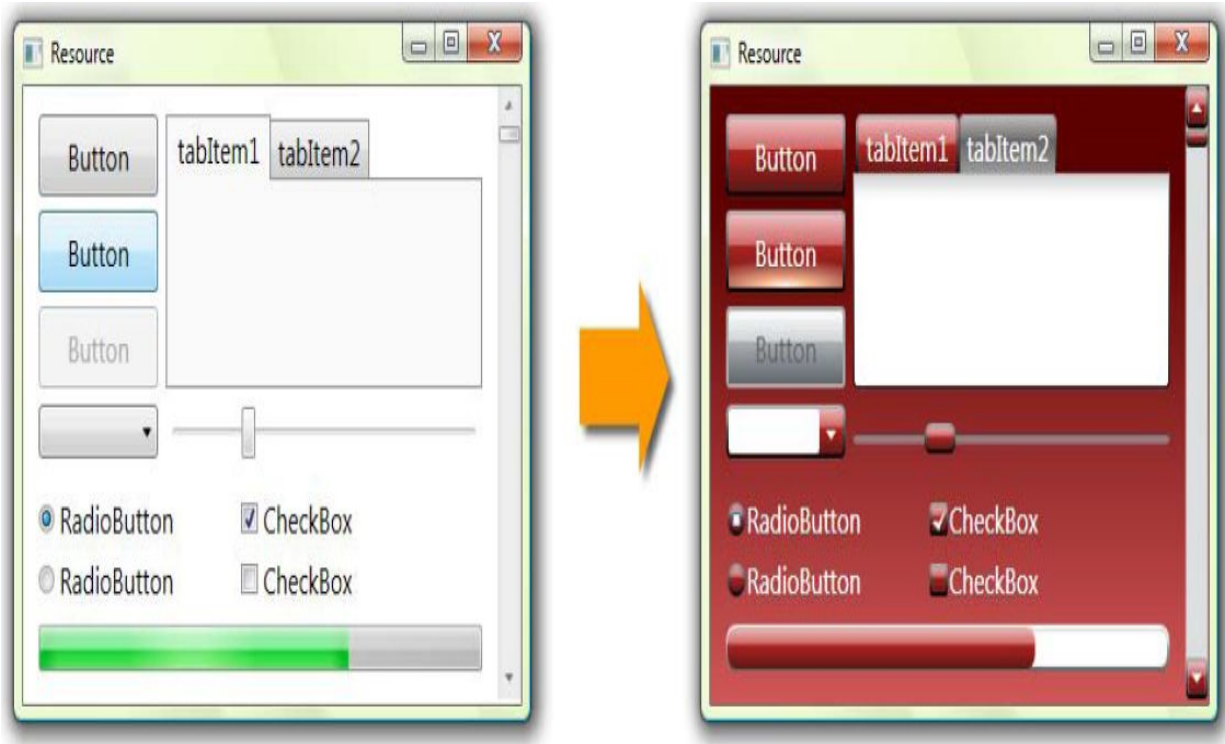 Resource
Button
tabItem1 tabItem2
Button
Button
RadioButton CheckBox
RadioButton CheckBox
Resource
Button
tabItem1 tabItem2
Button
Button
RadioButton CheckBox
RadioButton CheckBox